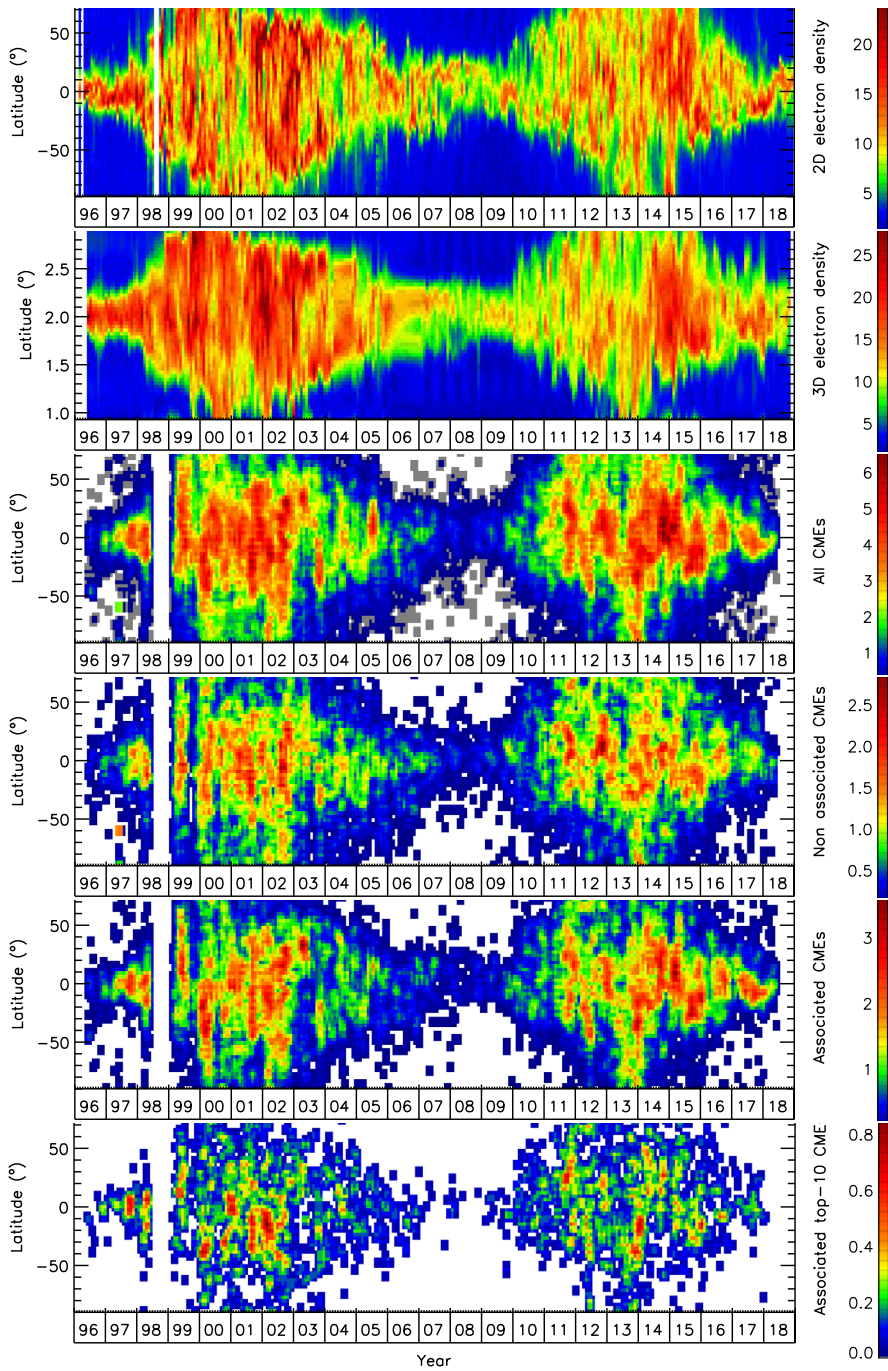 50
0
−50
Latitude (°)
96 97 98 99 00 01 02 03 04 05 06 07 08 09 10 11 12 13 14 15 16 17 18
20
15
10
5
2D electron density
2.5
2.0
1.5
1.0
Latitude (°)
96 97 98 99 00 01 02 03 04 05 06 07 08 09 10 11 12 13 14 15 16 17 18
25
20
15
10
5
3D electron density
50
0
−50
Latitude (°)
96 97 98 99 00 01 02 03 04 05 06 07 08 09 10 11 12 13 14 15 16 17 18
6
5
4
3
2
1
All CMEs
50
0
−50
Latitude (°)
96 97 98 99 00 01 02 03 04 05 06 07 08 09 10 11 12 13 14 15 16 17 18
2.5
2.0
1.5
1.0
0.5
Non associated CMEs
50
0
−50
Latitude (°)
96 97 98 99 00 01 02 03 04 05 06 07 08 09 10 11 12 13 14 15 16 17 18
3
2
1
Associated CMEs
50
0
−50
Latitude (°)
96 97 98 99 00 01 02 03 04 05 06 07 08 09 10 11 12 13 14 15 16 17 18
0.8
0.6
0.4
0.2
0.0
Associated top−10 CME
Year